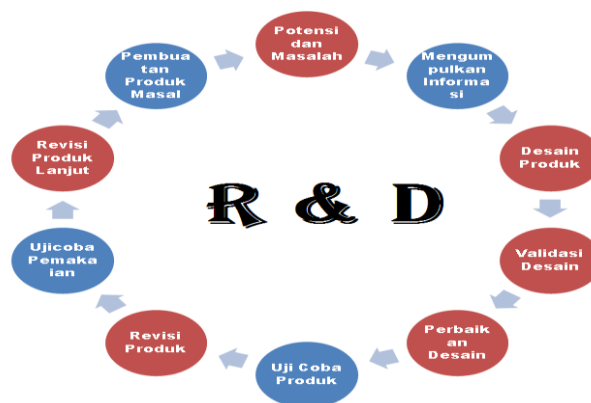 Potensi
dan
Masalah
Mengum
pulkan
Informa
si
Desain
Produk
Validasi
Desain
Perbaik
an
Desain
Uji Coba
Produk
Revisi
Produk
Ujicoba
Pemaka
ian
Revisi
Produk
Lanjut
Pembua
tan
Produk
Masal
R & D